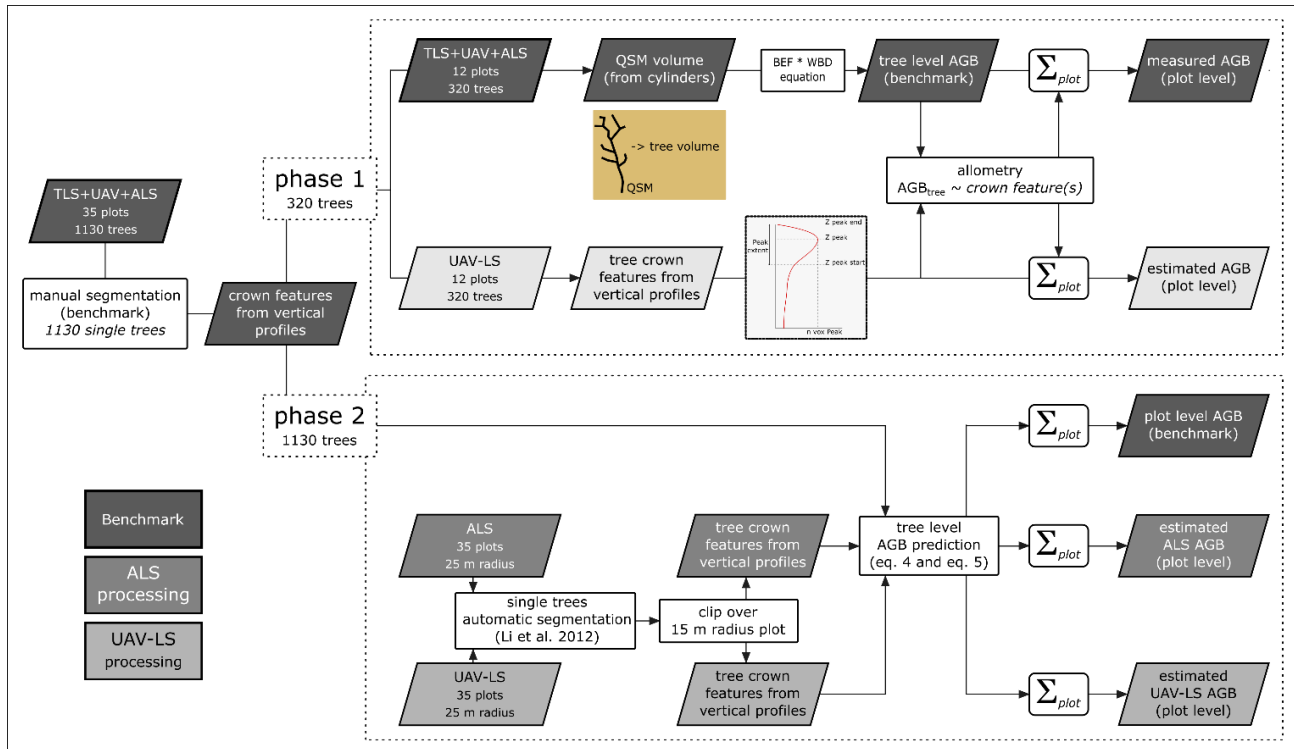 TLS+UAV+ALS
35 plots
1130 trees
manual segmentation
(benchmark)
1130 single trees
crown features
from vertical
profiles
phase 1
320 trees
TLS+UAV+ALS
12 plots
320 trees
QSM volume
(from cylinders)
BEF * WBD
equation
tree level AGB
(benchmark)
Σplot
measured AGB
(plot level)
-> tree volume
QSM
allometry
AGBtree ~ crown feature(s)
UAV-LS
12 plots
320 trees
tree crown
features from
vertical profiles
Z peak end
Peak
extent
Z peak
Z peak start
n vox Peak
Σplot
estimated AGB
(plot level)
phase 2
1130 trees
Σplot
plot level AGB
(benchmark)
ALS
35 plots
25 m radius
tree crown
features from
vertical profiles
tree level
AGB prediction
(eq. 4 and eq. 5)
Σplot
estimated
ALS AGB
(plot level)
single trees
automatic segmentation
(Li et al. 2012)
clip over
15 m radius plot
UAV-LS
35 plots
25 m radius
tree crown
features from
vertical profiles
Σplot
estimated
UAV-LS AGB
(plot level)
Benchmark
ALS
processing
UAV-LS
processing